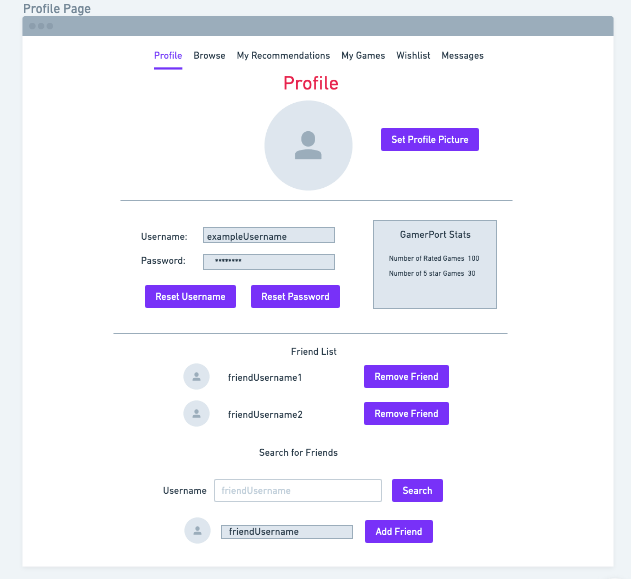 Profile Page
Profile Browse My Recommendations My Games Wishlist Messages
Profile
Set Profile Picture
Username: exampleUsername
Password: ********
Reset Username Reset Password
GamerPort Stats
Number of Rated Games 100
Number of 5 star Games 30
Friend List
friendUsername1 Remove Friend
friendUsername2 Remove Friend
Search for Friends
Username friendUsername Search
friendUsername Add Friend